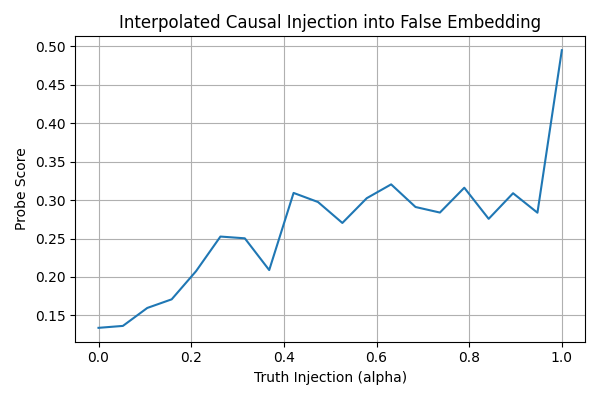 Interpolated Causal Injection into False Embedding
0.50
0.45
0.40
0.35
0.30
0.25
0.20
0.15
Probe Score
0.0 0.2 0.4 0.6 0.8 1.0
Truth Injection (alpha)